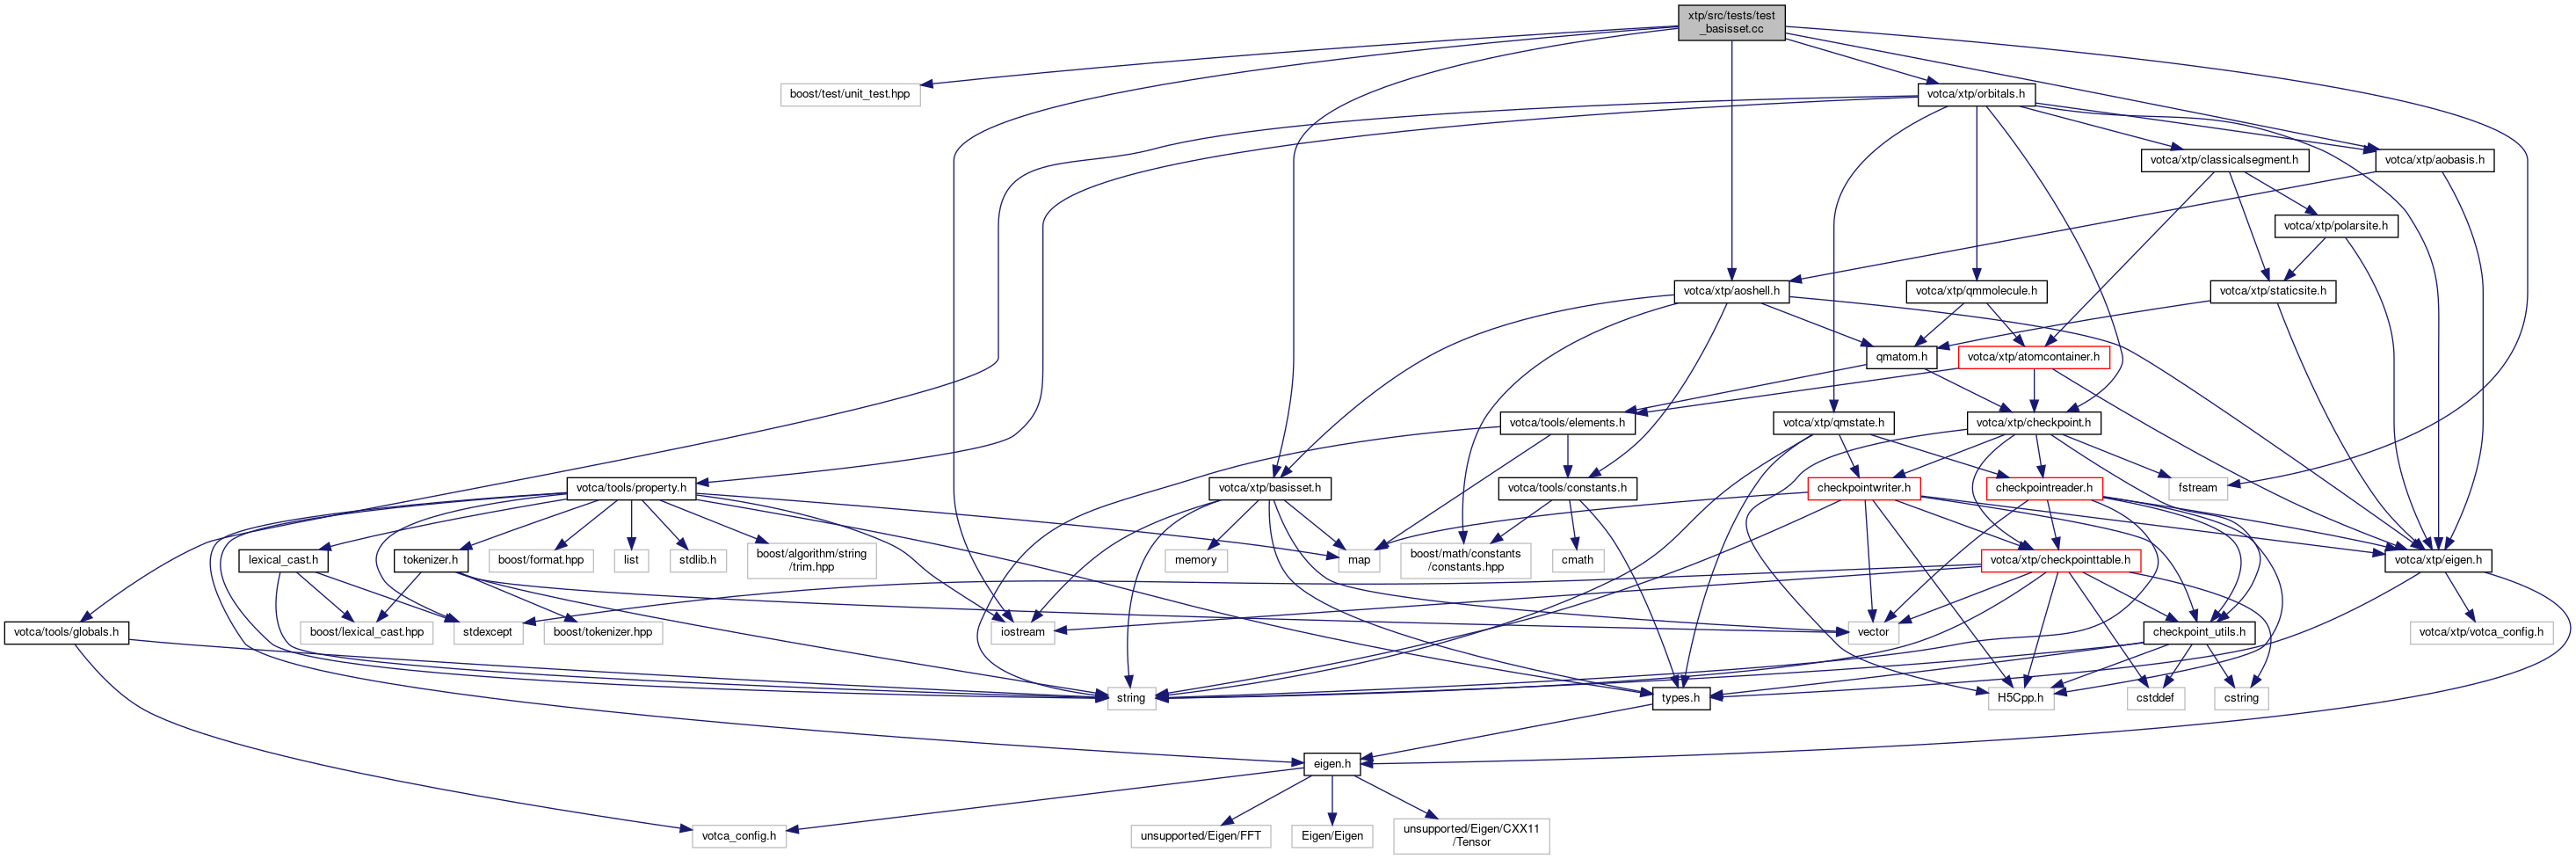 xtp/src/tests/test
_basisset.cc
boost/test/unit_test.hpp
votca/xtp/orbitals.h
votca/xtp/classicalsegment.h
votca/xtp/aobasis.h
votca/xtp/polarsite.h
votca/xtp/aoshell.h
votca/xtp/qmmolecule.h
votca/xtp/staticsite.h
qmatom.h
votca/xtp/atomcontainer.h
votca/tools/elements.h
votca/xtp/qmstate.h
votca/xtp/checkpoint.h
votca/tools/property.h
votca/xtp/basisset.h
votca/tools/constants.h
checkpointwriter.h
checkpointreader.h
fstream
lexical_cast.h
tokenizer.h
boost/format.hpp
list
stdlib.h
boost/algorithm/string
/trim.hpp
memory
map
boost/math/constants
/constants.hpp
cmath
votca/xtp/checkpointtable.h
votca/xtp/eigen.h
votca/tools/globals.h
boost/lexical_cast.hpp
stdexcept
boost/tokenizer.hpp
iostream
vector
checkpoint_utils.h
votca/xtp/votca_config.h
string
types.h
H5Cpp.h
cstddef
cstring
eigen.h
votca_config.h
unsupported/Eigen/FFT
Eigen/Eigen
unsupported/Eigen/CXX11
/Tensor